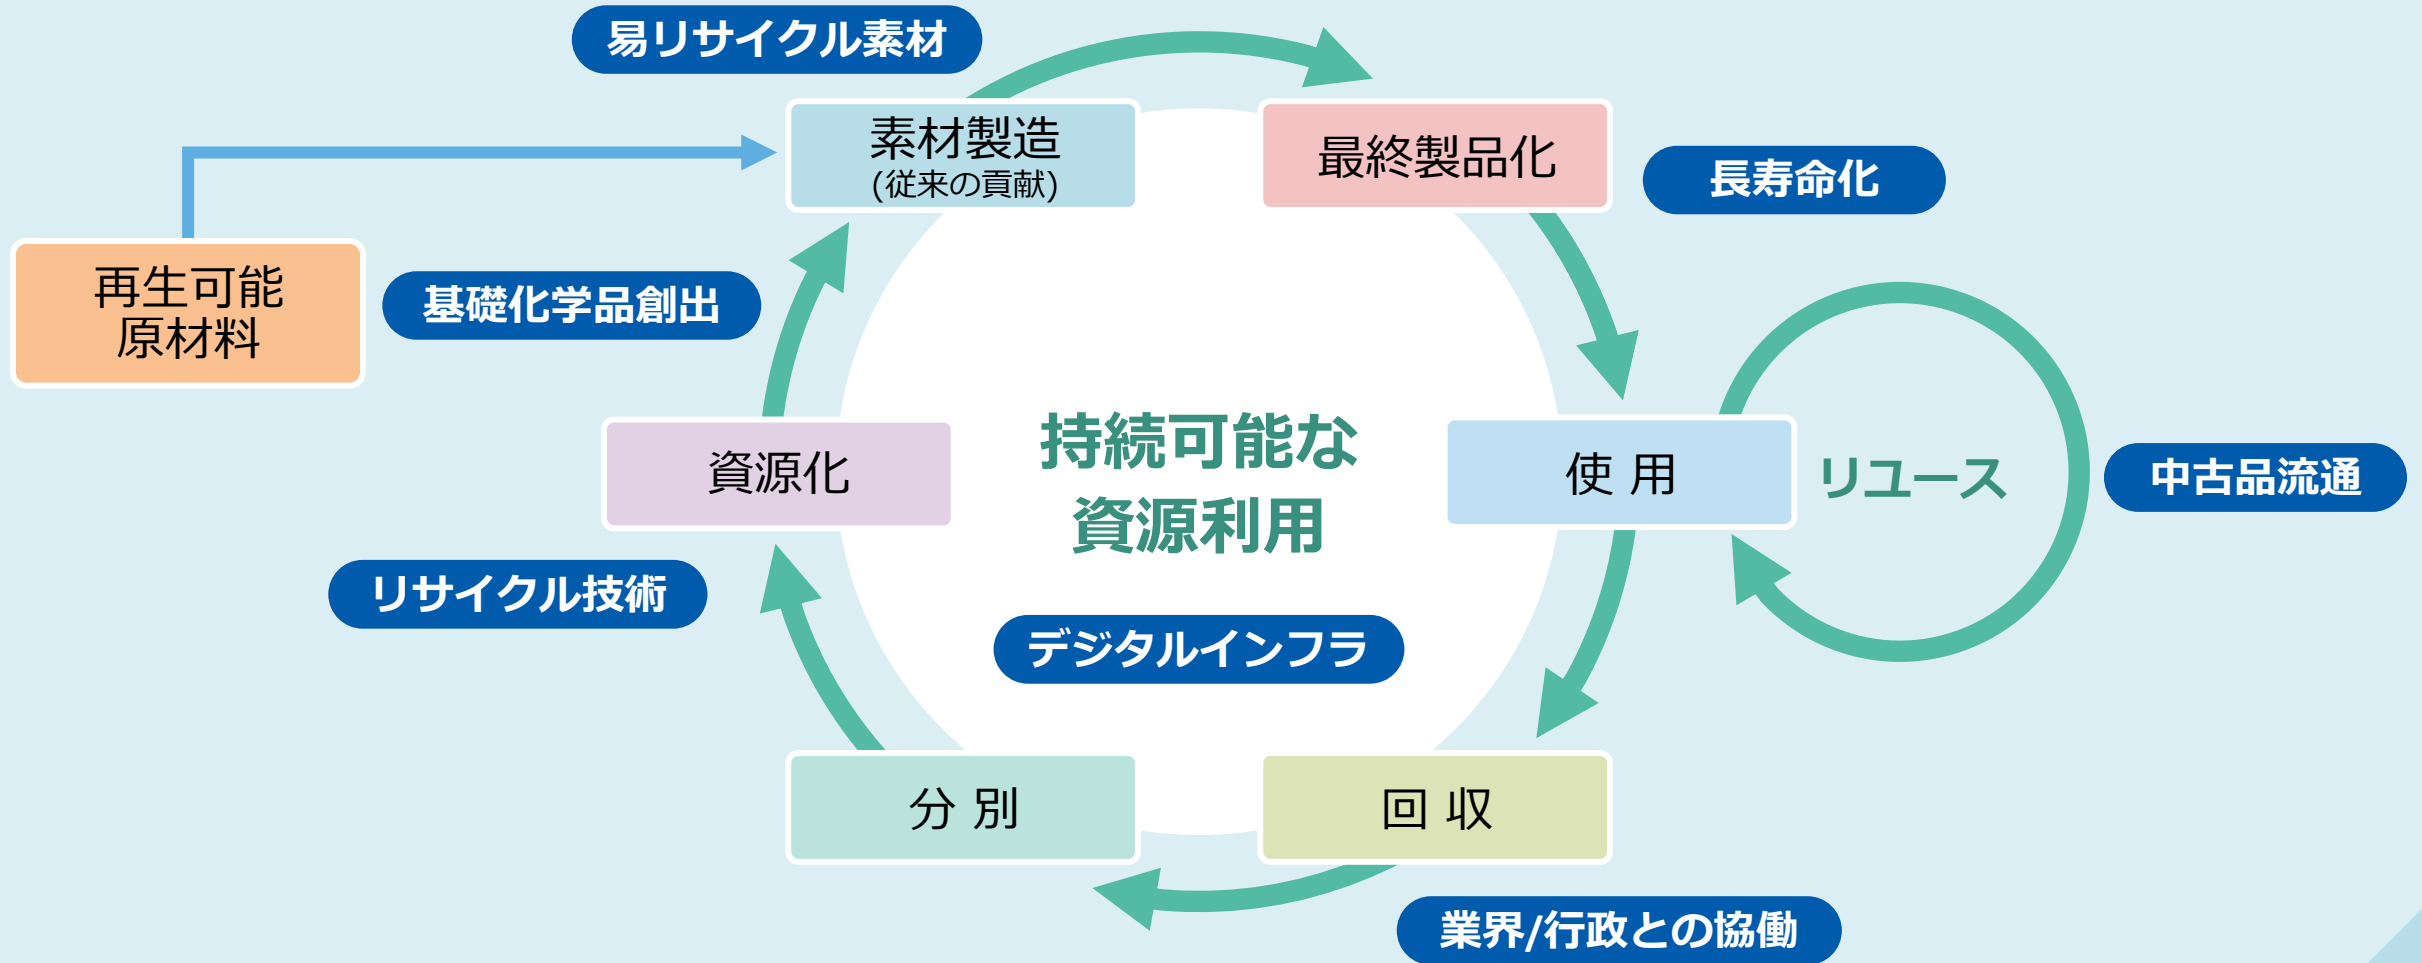 易リサイクル素材
素材製造
(従来の貢献)
最終製品化
長寿命化
再生可能
原材料
基礎化学品創出
資源化
持続可能な
資源利用
使 用
リユース
中古品流通
リサイクル技術
デジタルインフラ
分 別
回 収
業界/行政との協働